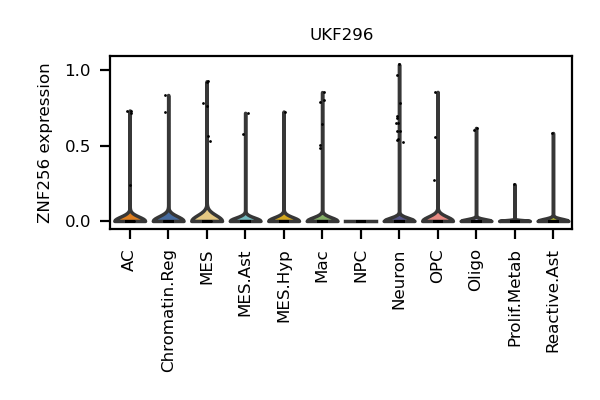 UKF296
ZNF256 expression
1.0
0.5
0.0
AC
Chromatin.Reg
MES
MES.Ast
MES.Hyp
Mac
NPC
Neuron
OPC
Oligo
Prolif.Metab
Reactive.Ast